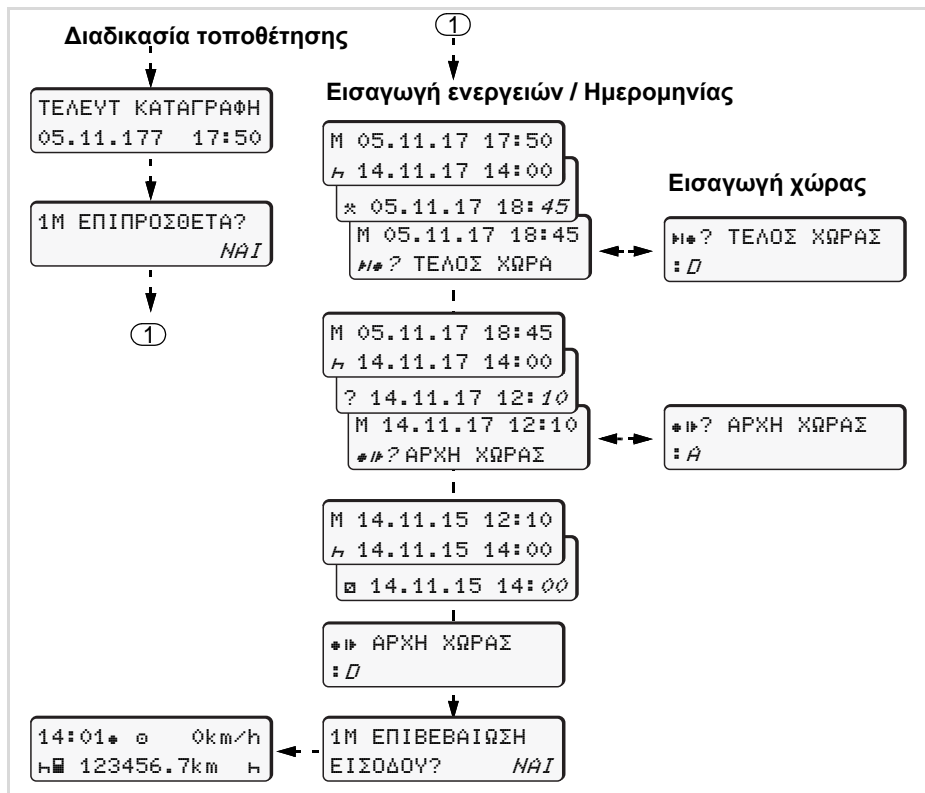 Διαδικασία τοποθέτησης
ΤΕΛΕΥΤ ΚΑΤΑΓΡΑΦΗ
05.11.177 17:50
1M ΕΠΙΠΡΟΣΘΕΤΑ?
ΝΑΙ
1
1
Εισαγωγή ενεργειών / Ημερομηνίας
M 05.11.17 17:50
14.11.17 14:00
05.11.17 18:45
M 05.11.17 18:45
? ΤΕΛΟΣ ΧΩΡΑ
Εισαγωγή χώρας
? ΤΕΛΟΣ ΧΩΡΑΣ
:D
M 05.11.17 18:45
14.11.17 14:00
? 14.11.17 12:10
M 14.11.17 12:10
? ΑΡΧΗ ΧΩΡΑΣ
? ΑΡΧΗ ΧΩΡΑΣ
:A
M 14.11.15 12:10
14.11.15 14:00
14.11.15 14:00
ΑΡΧΗ ΧΩΡΑΣ
:D
1M ΕΠΙΒΕΒΑΙΩΣΗ
ΕΙΣΟΔΟΥ? ΝΑΙ
14:01 0km/h
123456.7km